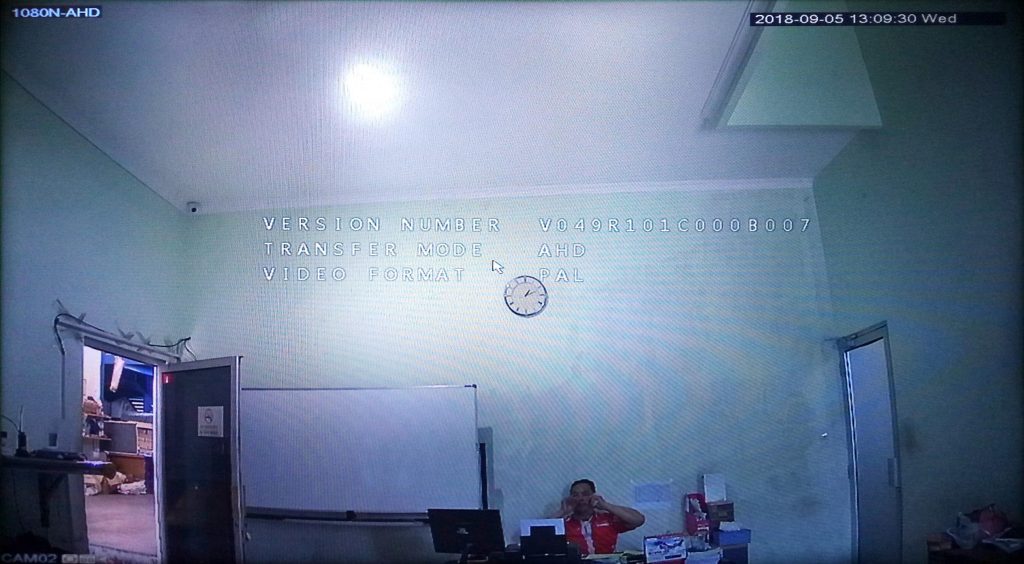 1080N-AHD
2018-09-05 13:09:30 Wed
VERSION NUMBER V049R101C000B007
TRANSFER MODE AHD
VIDEO FORMAT PAL
CAM02